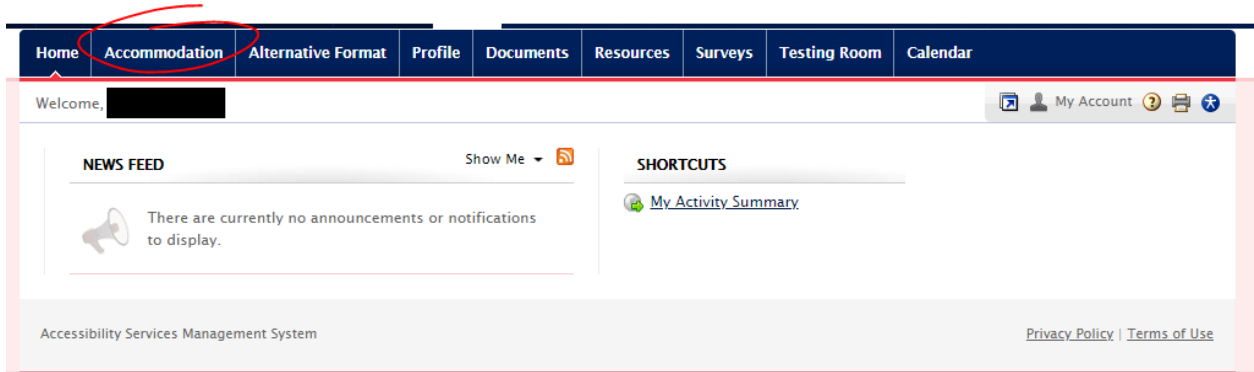 Home Accommodation Alternative Format Profile Documents Resources Surveys Testing Room Calendar
Welcome,
My Account
NEWS FEED
Show Me
There are currently no announcements or notifications
to display.
SHORTCUTS
My Activity Summary
Accessibility Services Management System
Privacy Policy | Terms of Use